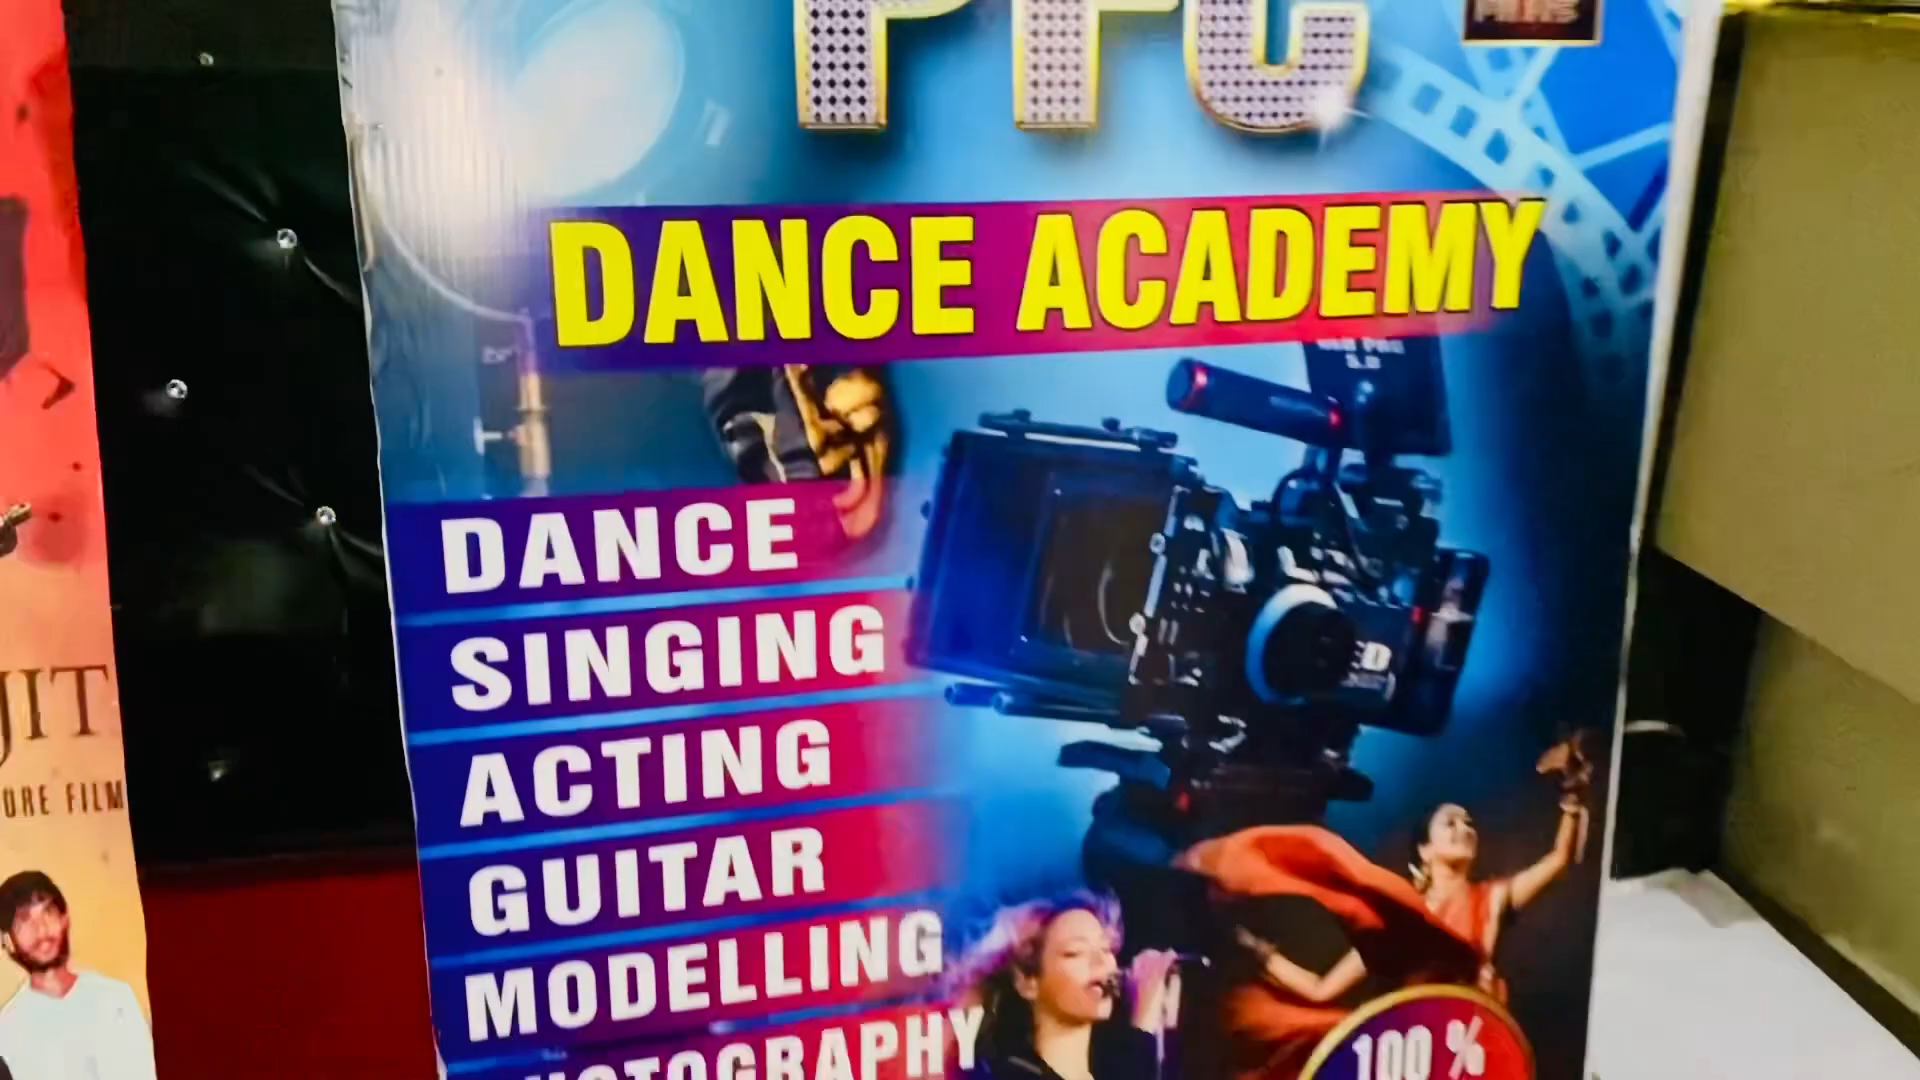 DANCE ACADEMY
DANCE
SINGING
ACTING
GUITAR
MODELLING
100 %
JIT
URE FILM